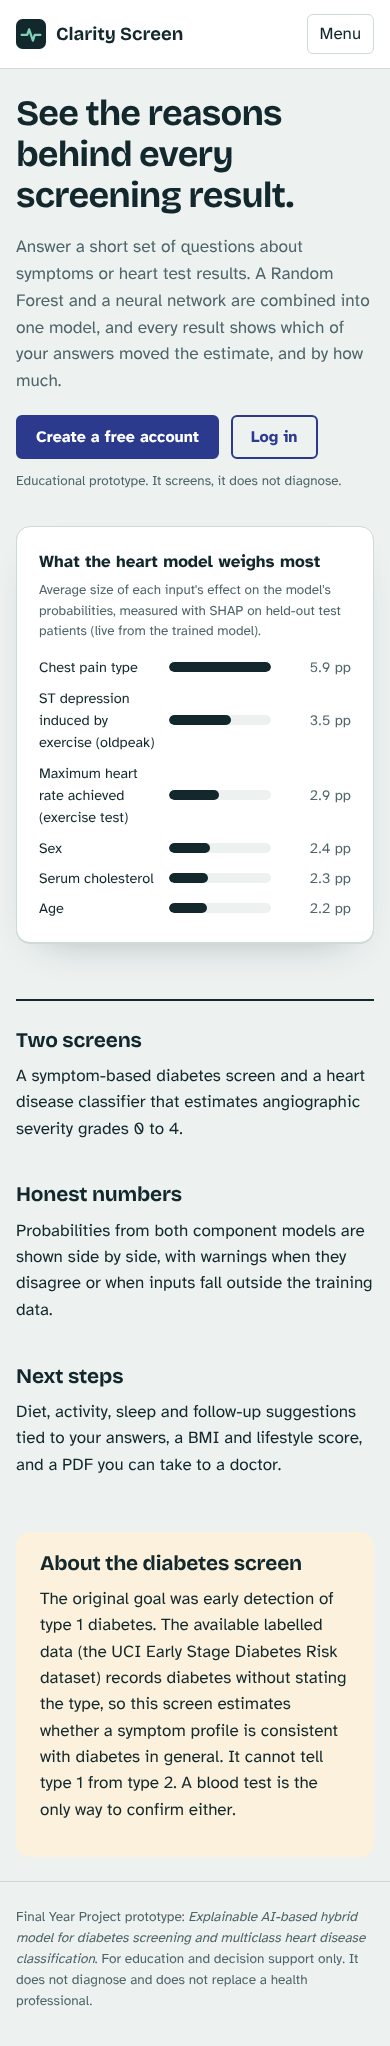 Clarity Screen
Menu
See the reasons
behind every
screening result.
Answer a short set of questions about
symptoms or heart test results. A Random
Forest and a neural network are combined into
one model, and every result shows which of
your answers moved the estimate, and by how
much.
Create a free account
Log in
Educational prototype. It screens, it does not diagnose.
What the heart model weighs most
Average size of each input's effect on the model's
probabilities, measured with SHAP on held-out test
patients (live from the trained model).
Chest pain type 5.9 pp
ST depression
induced by 3.5 pp
exercise (oldpeak)
Maximum heart
rate achieved 2.9 pp
(exercise test)
Sex 2.4 pp
Serum cholesterol 2.3 pp
Age 2.2 pp
Two screens
A symptom-based diabetes screen and a heart
disease classifier that estimates angiographic
severity grades 0 to 4.
Honest numbers
Probabilities from both component models are
shown side by side, with warnings when they
disagree or when inputs fall outside the training
data.
Next steps
Diet, activity, sleep and follow-up suggestions
tied to your answers, a BMI and lifestyle score,
and a PDF you can take to a doctor.
About the diabetes screen
The original goal was early detection of
type 1 diabetes. The available labelled
data (the UCI Early Stage Diabetes Risk
dataset) records diabetes without stating
the type, so this screen estimates
whether a symptom profile is consistent
with diabetes in general. It cannot tell
type 1 from type 2. A blood test is the
only way to confirm either.
Final Year Project prototype: Explainable AI-based hybrid
model for diabetes screening and multiclass heart disease
classification. For education and decision support only. It
does not diagnose and does not replace a health
professional.